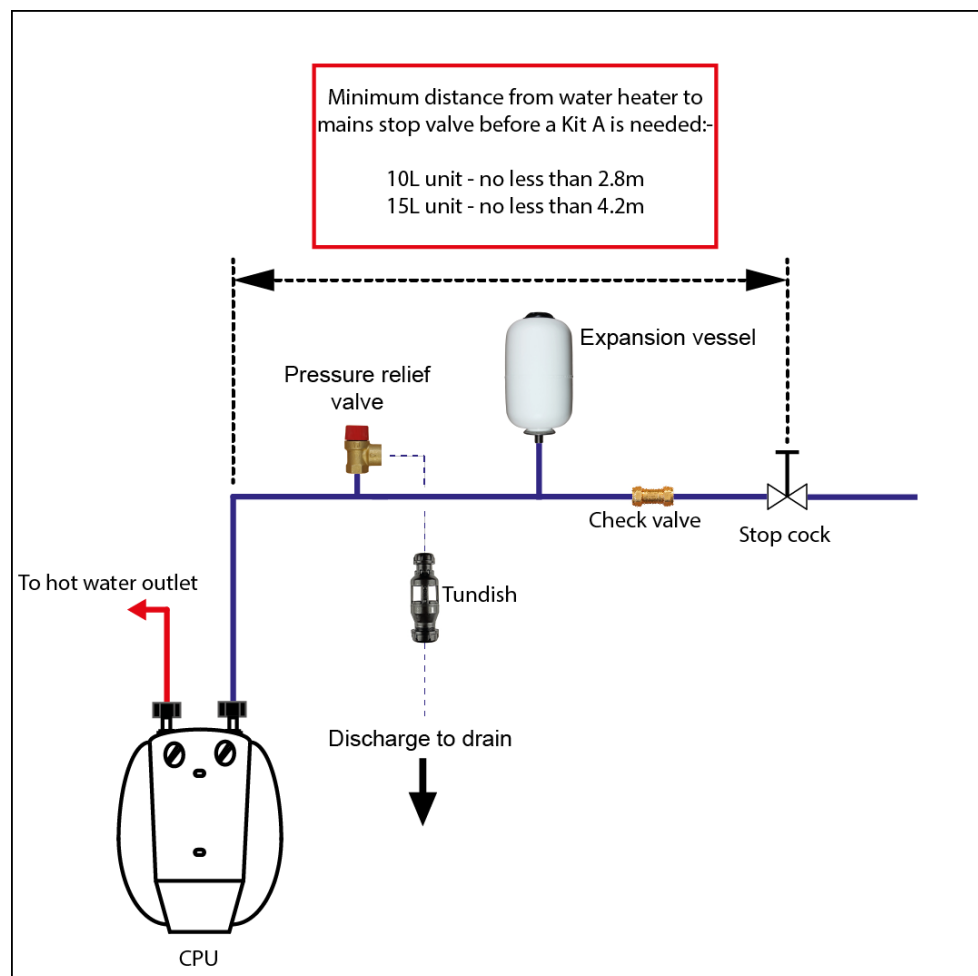 Minimum distance from water heater to
mains stop valve before a Kit A is needed:-
10L unit - no less than 2.8m
15L unit - no less than 4.2m
Expansion vessel
Pressure relief
valve
Check valve
Stop cock
To hot water outlet
Tundish
Discharge to drain
CPU